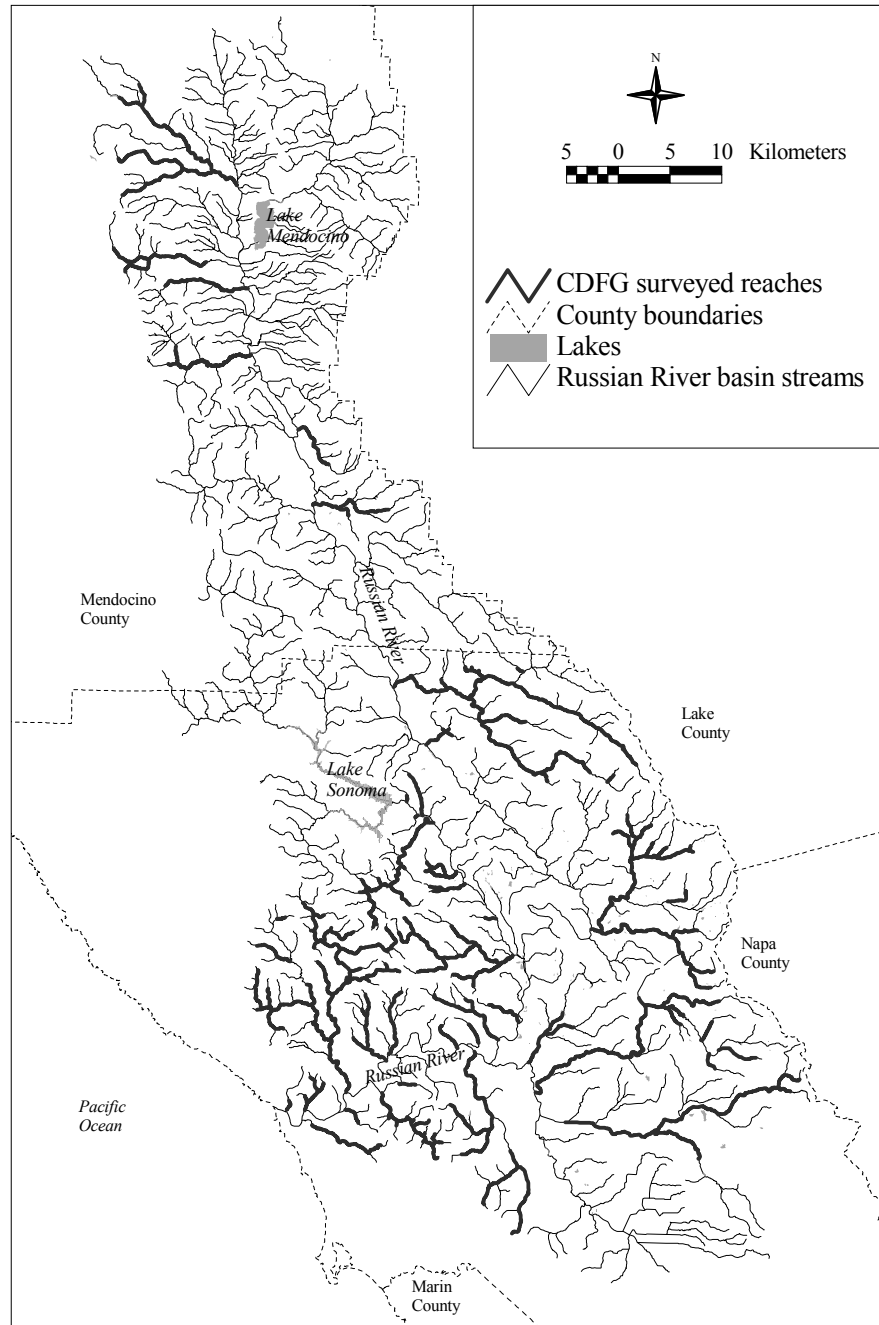 N
5 0 5 10 Kilometers
CDFG surveyed reaches
County boundaries
Lakes
Russian River basin streams
Lake
Mendocino
Russian River
Mendocino
County
Lake
County
Lake
Sonoma
Napa
County
Russian River
Pacific
Ocean
Marin
County